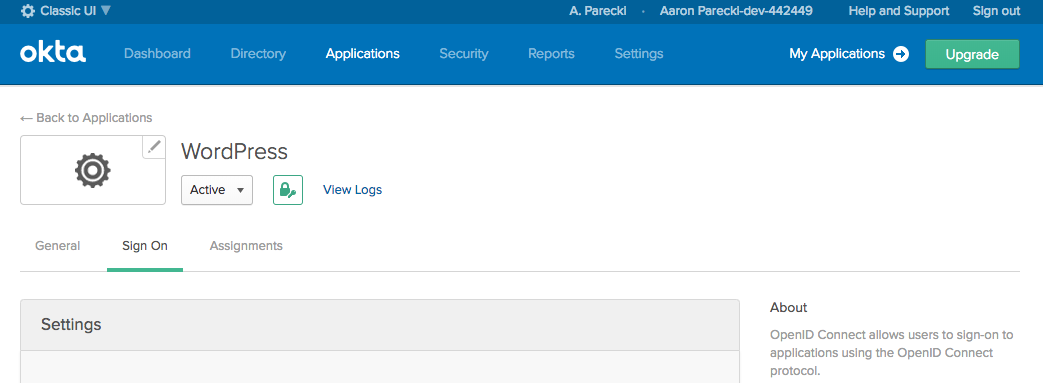 Classic UI ▼ A. Parecki · Aaron Parecki-dev-442449 Help and Support Sign out
okta Dashboard Directory Applications Security Reports Settings My Applications Upgrade
← Back to Applications
WordPress
Active ▼ View Logs
General Sign On Assignments
Settings
About
OpenID Connect allows users to sign-on to
applications using the OpenID Connect
protocol.